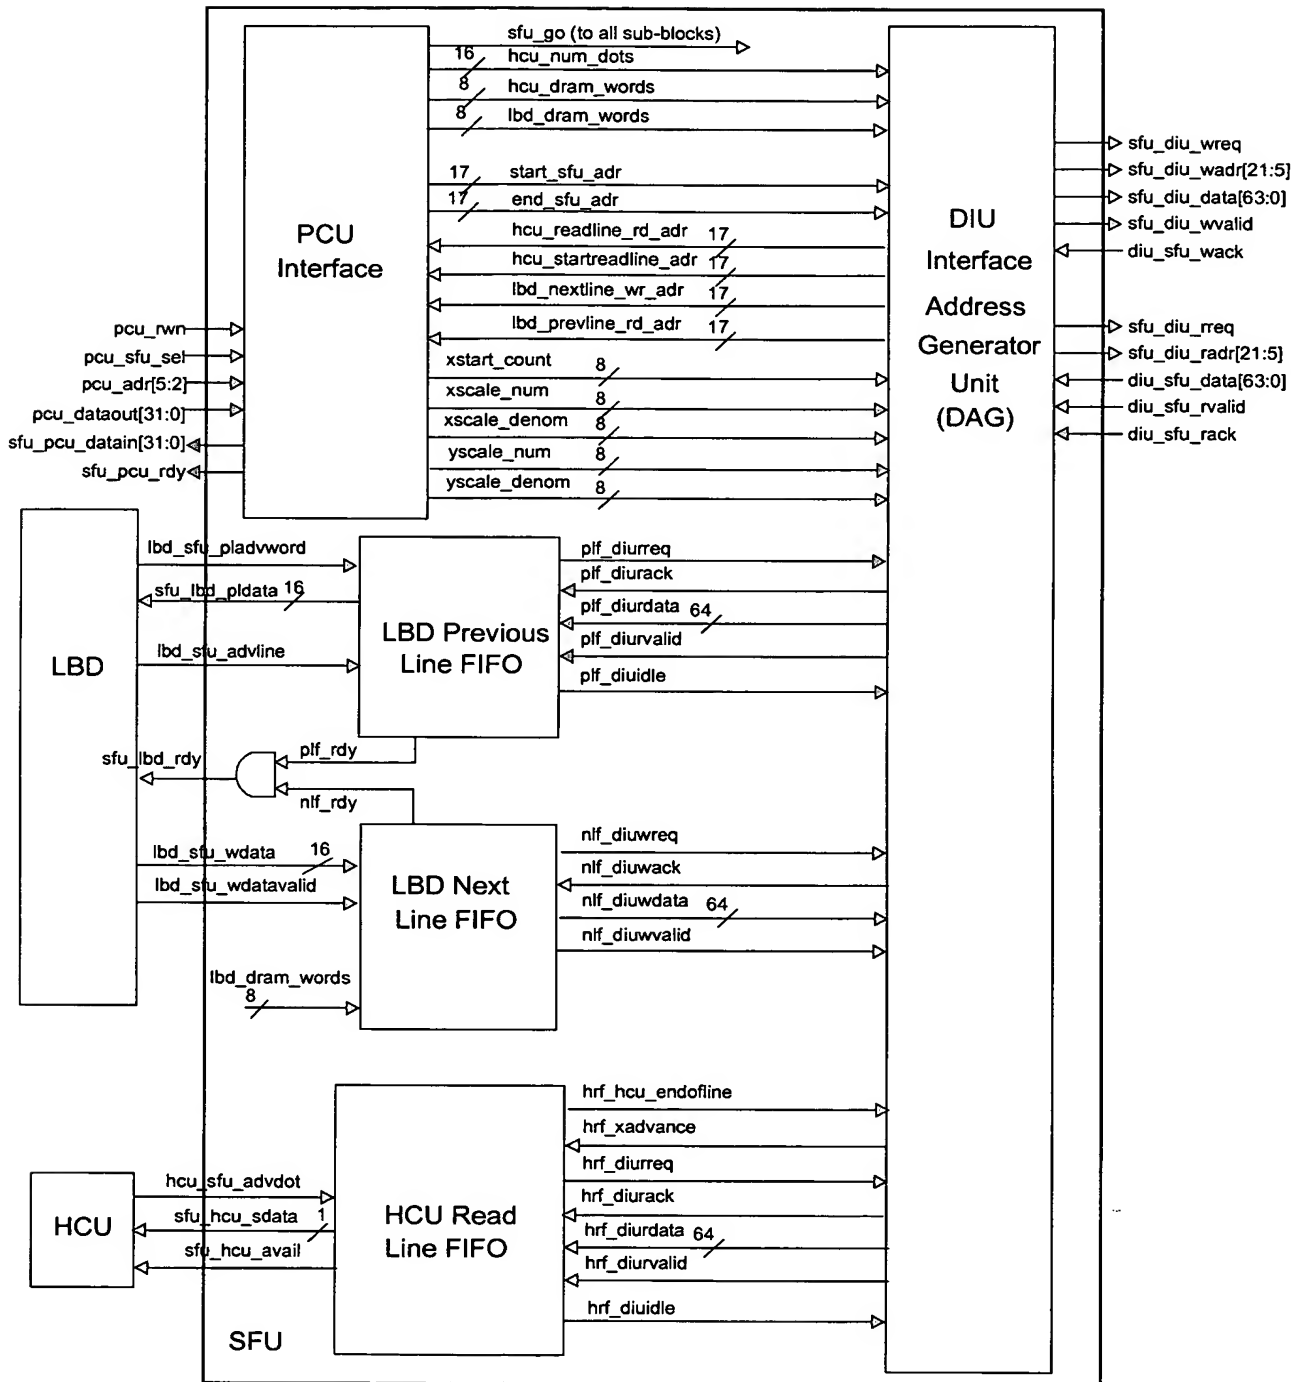 sfu_go (to all sub-blocks)
16 hcu_num_dots
8 hcu_dram_words
8 lbd_dram_words
17 start_sfu_adr
17 end_sfu_adr
hcu_readline_rd_adr 17
hcu_startreadline_adr 17
lbd_nextline_wr_adr 17
lbd_prevline_rd_adr 17
xstart_count 8
xscale_num 8
xscale_denom 8
yscale_num 8
yscale_denom 8
PCU
Interface
pcu_rwn
pcu_sfu_sel
pcu_adr[5:2]
pcu_dataout[31:0]
sfu_pcu_datain[31:0]
sfu_pcu_rdy
DIU
Interface
Address
Generator
Unit
(DAG)
sfu_diu_wreq
sfu_diu_wadr[21:5]
sfu_diu_data[63:0]
sfu_diu_wvalid
diu_sfu_wack
sfu_diu_rreq
sfu_diu_radr[21:5]
diu_sfu_data[63:0]
diu_sfu_rvalid
diu_sfu_rack
LBD
lbd_sfu_pladvword
sfu_lbd_pldata 16
lbd_sfu_advline
LBD Previous
Line FIFO
plf_diurreq
plf_diurack
plf_diurdata 64
plf_diurvalid
plf_diuidle
sfu_lbd_rdy
plf_rdy
nlf_rdy
lbd_sfu_wdata 16
lbd_sfu_wdatavalid
lbd_dram_words
8
LBD Next
Line FIFO
nlf_diuwreq
nlf_diuwack
nlf_diuwdata 64
nlf_diuwvalid
HCU
hcu_sfu_advdot
sfu_hcu_sdata 1
sfu_hcu_avail
HCU Read
Line FIFO
hrf_hcu_endofline
hrf_xadvance
hrf_diurreq
hrf_diurack
hrf_diurdata 64
hrf_diurvalid
hrf_diuidle
SFU